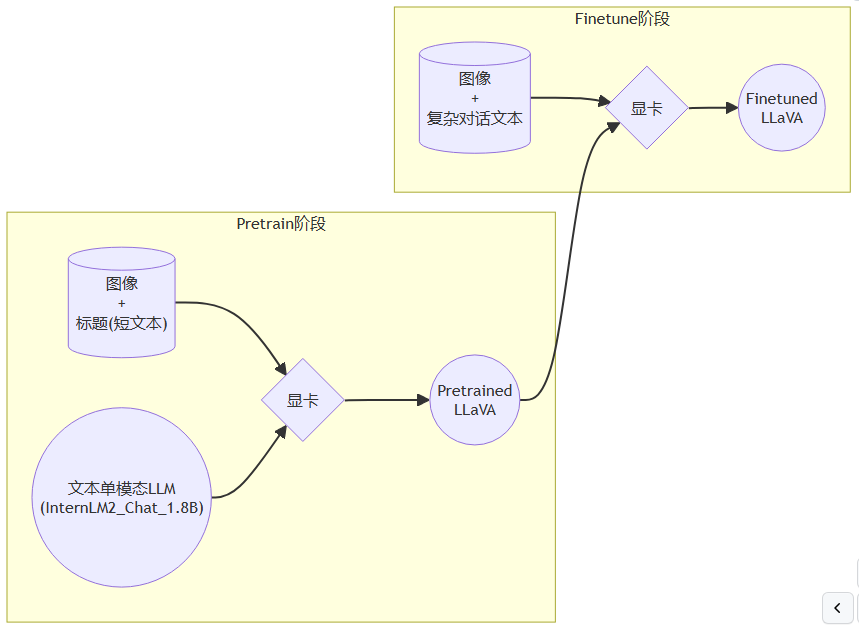 Finetune阶段
图像
+
复杂对话文本
显卡
Finetuned
LLaVA
Pretrain阶段
图像
+
标题(短文本)
显卡
Pretrained
LLaVA
文本单模态LLM
(InternLM2_Chat_1.8B)